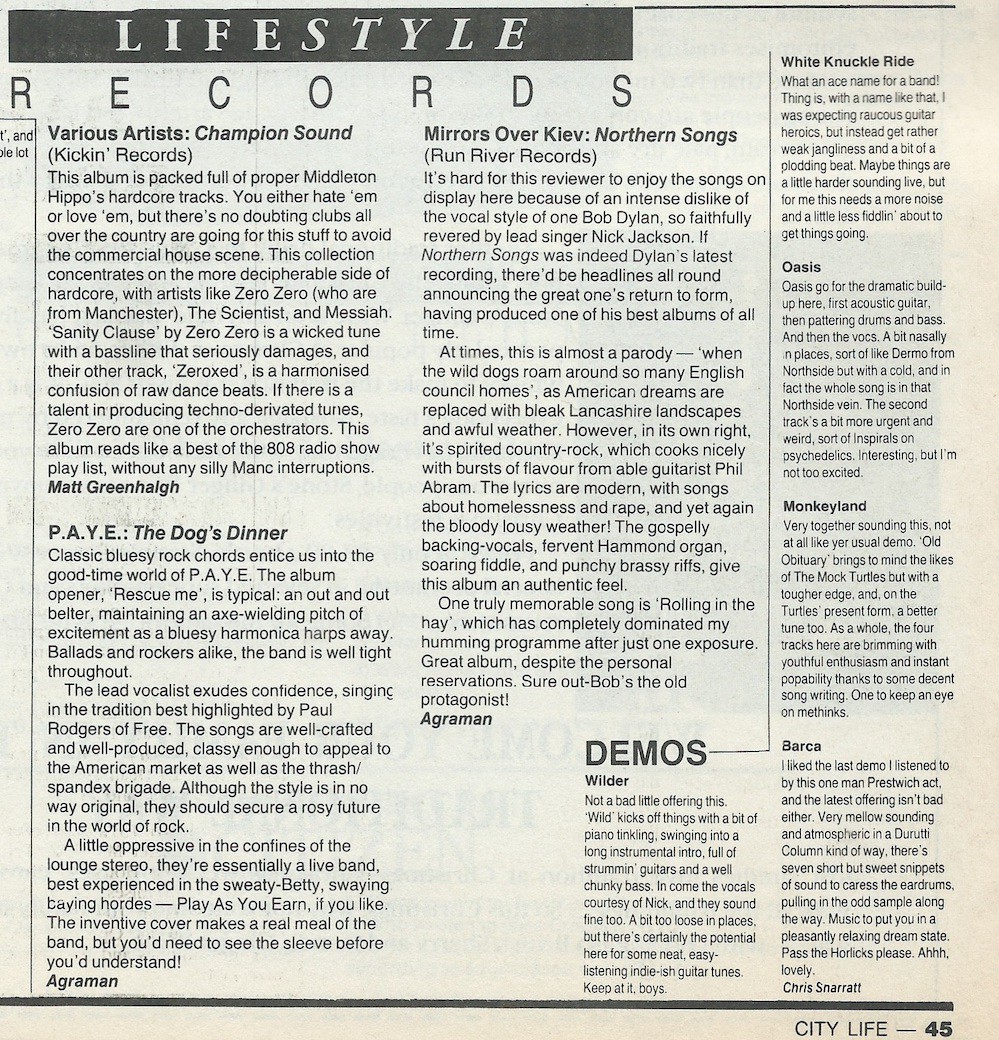 LIFESTYLE
RECORDS
t', and
ole lot
Various Artists: Champion Sound
(Kickin' Records)
This album is packed full of proper Middleton
Hippo's hardcore tracks. You either hate 'em
or love 'em, but there's no doubting clubs all
over the country are going for this stuff to avoid
the commercial house scene. This collection
concentrates on the more decipherable side of
hardcore, with artists like Zero Zero (who are
from Manchester), The Scientist, and Messiah.
'Sanity Clause' by Zero Zero is a wicked tune
with a bassline that seriously damages, and
their other track, 'Zeroxed', is a harmonised
confusion of raw dance beats. If there is a
talent in producing techno-derivated tunes,
Zero Zero are one of the orchestrators. This
album reads like a best of the 808 radio show
play list, without any silly Manc interruptions.
Matt Greenhalgh
P.A.Y.E.: The Dog's Dinner
Classic bluesy rock chords entice us into the
good-time world of P.A.Y.E. The album
opener, 'Rescue me', is typical: an out and out
belter, maintaining an axe-wielding pitch of
excitement as a bluesy harmonica harps away.
Ballads and rockers alike, the band is well tight
throughout.
The lead vocalist exudes confidence, singing
in the tradition best highlighted by Paul
Rodgers of Free. The songs are well-crafted
and well-produced, classy enough to appeal to
the American market as well as the thrash/
spandex brigade. Although the style is in no
way original, they should secure a rosy future
in the world of rock.
A little oppressive in the confines of the
lounge stereo, they're essentially a live band,
best experienced in the sweaty-Betty, swaying
baying hordes — Play As You Earn, if you like.
The inventive cover makes a real meal of the
band, but you'd need to see the sleeve before
you'd understand!
Agraman
Mirrors Over Kiev: Northern Songs
(Run River Records)
It's hard for this reviewer to enjoy the songs on
display here because of an intense dislike of
the vocal style of one Bob Dylan, so faithfully
revered by lead singer Nick Jackson. If
Northern Songs was indeed Dylan's latest
recording, there'd be headlines all round
announcing the great one's return to form,
having produced one of his best albums of all
time.
At times, this is almost a parody — 'when
the wild dogs roam around so many English
council homes', as American dreams are
replaced with bleak Lancashire landscapes
and awful weather. However, in its own right,
it's spirited country-rock, which cooks nicely
with bursts of flavour from able guitarist Phil
Abram. The lyrics are modern, with songs
about homelessness and rape, and yet again
the bloody lousy weather! The gospelly
backing-vocals, fervent Hammond organ,
soaring fiddle, and punchy brassy riffs, give
this album an authentic feel.
One truly memorable song is 'Rolling in the
hay', which has completely dominated my
humming programme after just one exposure.
Great album, despite the personal
reservations. Sure out-Bob's the old
protagonist!
Agraman
DEMOS
Wilder
Not a bad little offering this.
'Wild' kicks off things with a bit of
piano tinkling, swinging into a
long instrumental intro, full of
strummin' guitars and a well
chunky bass. In come the vocals
courtesy of Nick, and they sound
fine too. A bit too loose in places,
but there's certainly the potential
here for some neat, easy-
listening indie-ish guitar tunes.
Keep at it, boys.
White Knuckle Ride
What an ace name for a band!
Thing is, with a name like that, I
was expecting raucous guitar
heroics, but instead get rather
weak jangliness and a bit of a
plodding beat. Maybe things are
a little harder sounding live, but
for me this needs a more noise
and a little less fiddlin' about to
get things going.
Oasis
Oasis go for the dramatic build-
up here, first acoustic guitar,
then pattering drums and bass.
And then the vocs. A bit nasally
in places, sort of like Dermo from
Northside but with a cold, and in
fact the whole song is in that
Northside vein. The second
track's a bit more urgent and
weird, sort of Inspirals on
psychedelics. Interesting, but I'm
not too excited.
Monkeyland
Very together sounding this, not
at all like yer usual demo. 'Old
Obituary' brings to mind the likes
of The Mock Turtles but with a
tougher edge, and, on the
Turtles' present form, a better
tune too. As a whole, the four
tracks here are brimming with
youthful enthusiasm and instant
popability thanks to some decent
song writing. One to keep an eye
on methinks.
Barca
I liked the last demo I listened to
by this one man Prestwich act,
and the latest offering isn't bad
either. Very mellow sounding
and atmospheric in a Durutti
Column kind of way, there's
seven short but sweet snippets
of sound to caress the eardrums,
pulling in the odd sample along
the way. Music to put you in a
pleasantly relaxing dream state.
Pass the Horlicks please. Ahhh,
lovely.
Chris Snarratt
CITY LIFE — 45